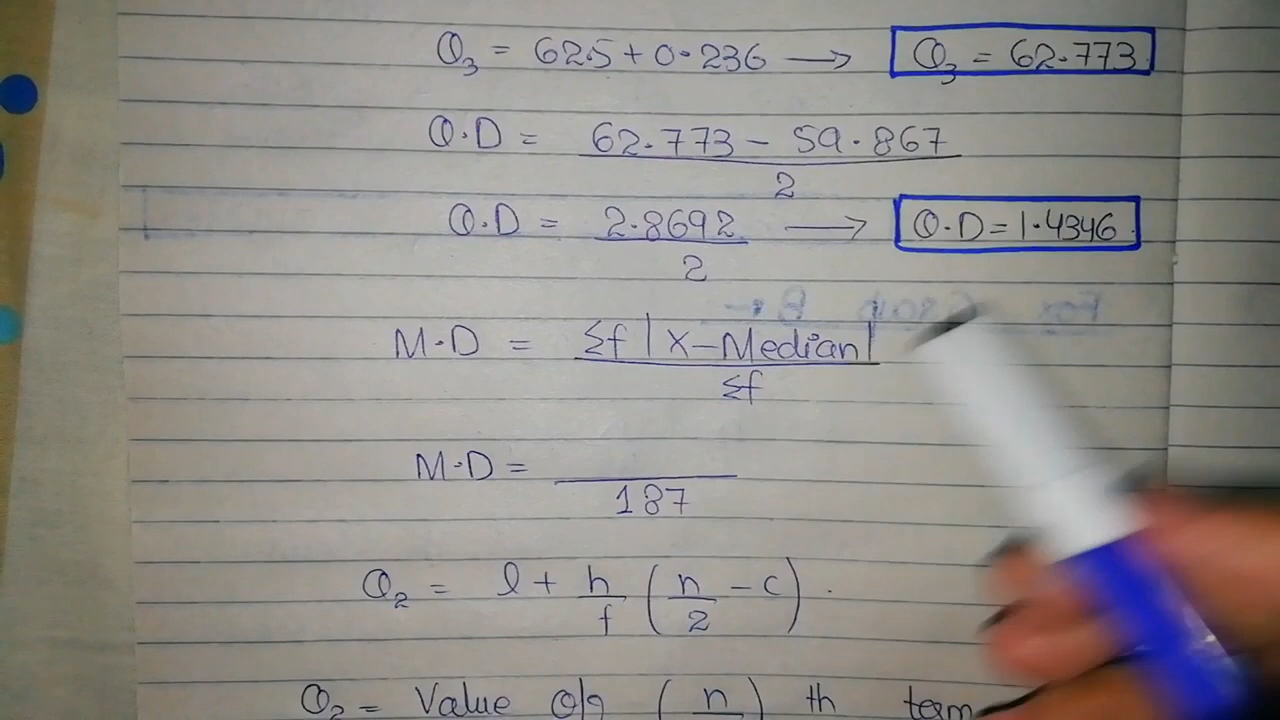 Q₃ = 62.5 + 0.236 → Q₃ = 62.773
Q.D = 62.773 - 59.867 / 2
Q.D = 2.8692 / 2 → Q.D = 1.4346
M.D = Σf |X - Median| / Σf
M.D = / 187
Q₂ = l + h/f (n/2 - c) .
Q₂ = Value of (n th term